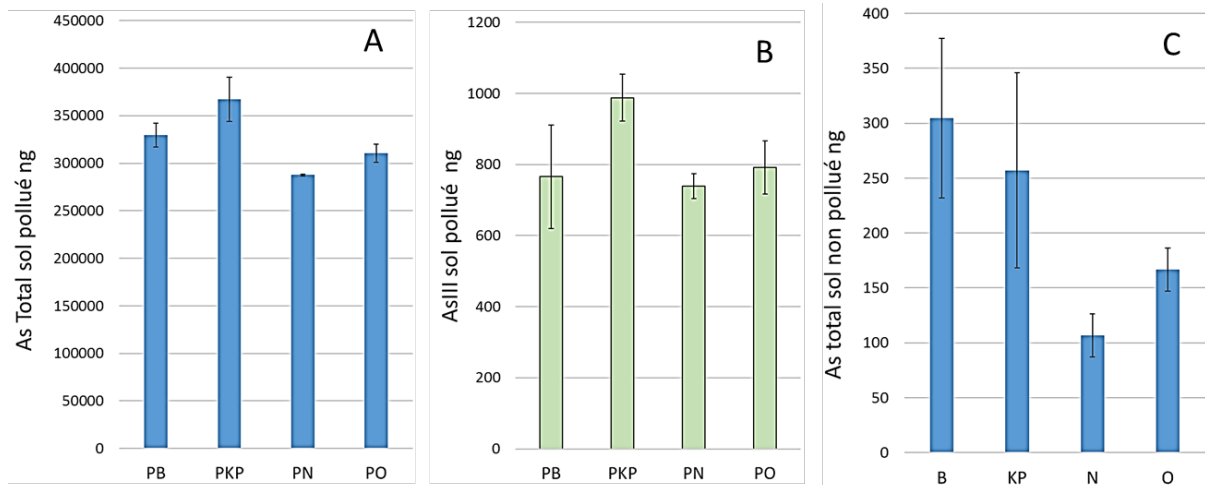 A
As Total sol pollué ng
450000
400000
350000
300000
250000
200000
150000
100000
50000
0
PB PKP PN PO
B
AsIII sol pollué ng
1200
1000
800
600
400
200
0
PB PKP PN PO
C
As total sol non pollué ng
400
350
300
250
200
150
100
50
0
B KP N O